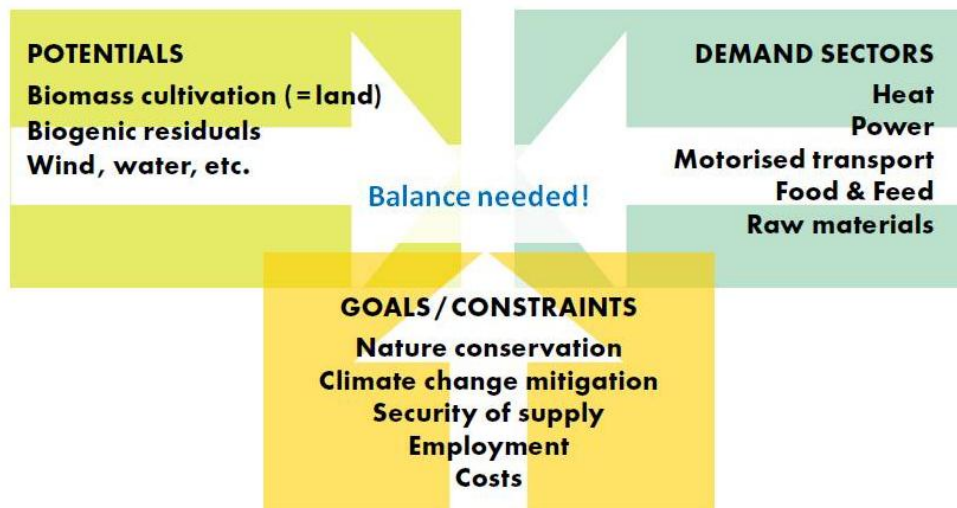 POTENTIALS
Biomass cultivation (=land)
Biogenic residuals
Wind, water, etc.
DEMAND SECTORS
Heat
Power
Motorised transport
Food & Feed
Raw materials
Balance needed!
GOALS/CONSTRAINTS
Nature conservation
Climate change mitigation
Security of supply
Employment
Costs